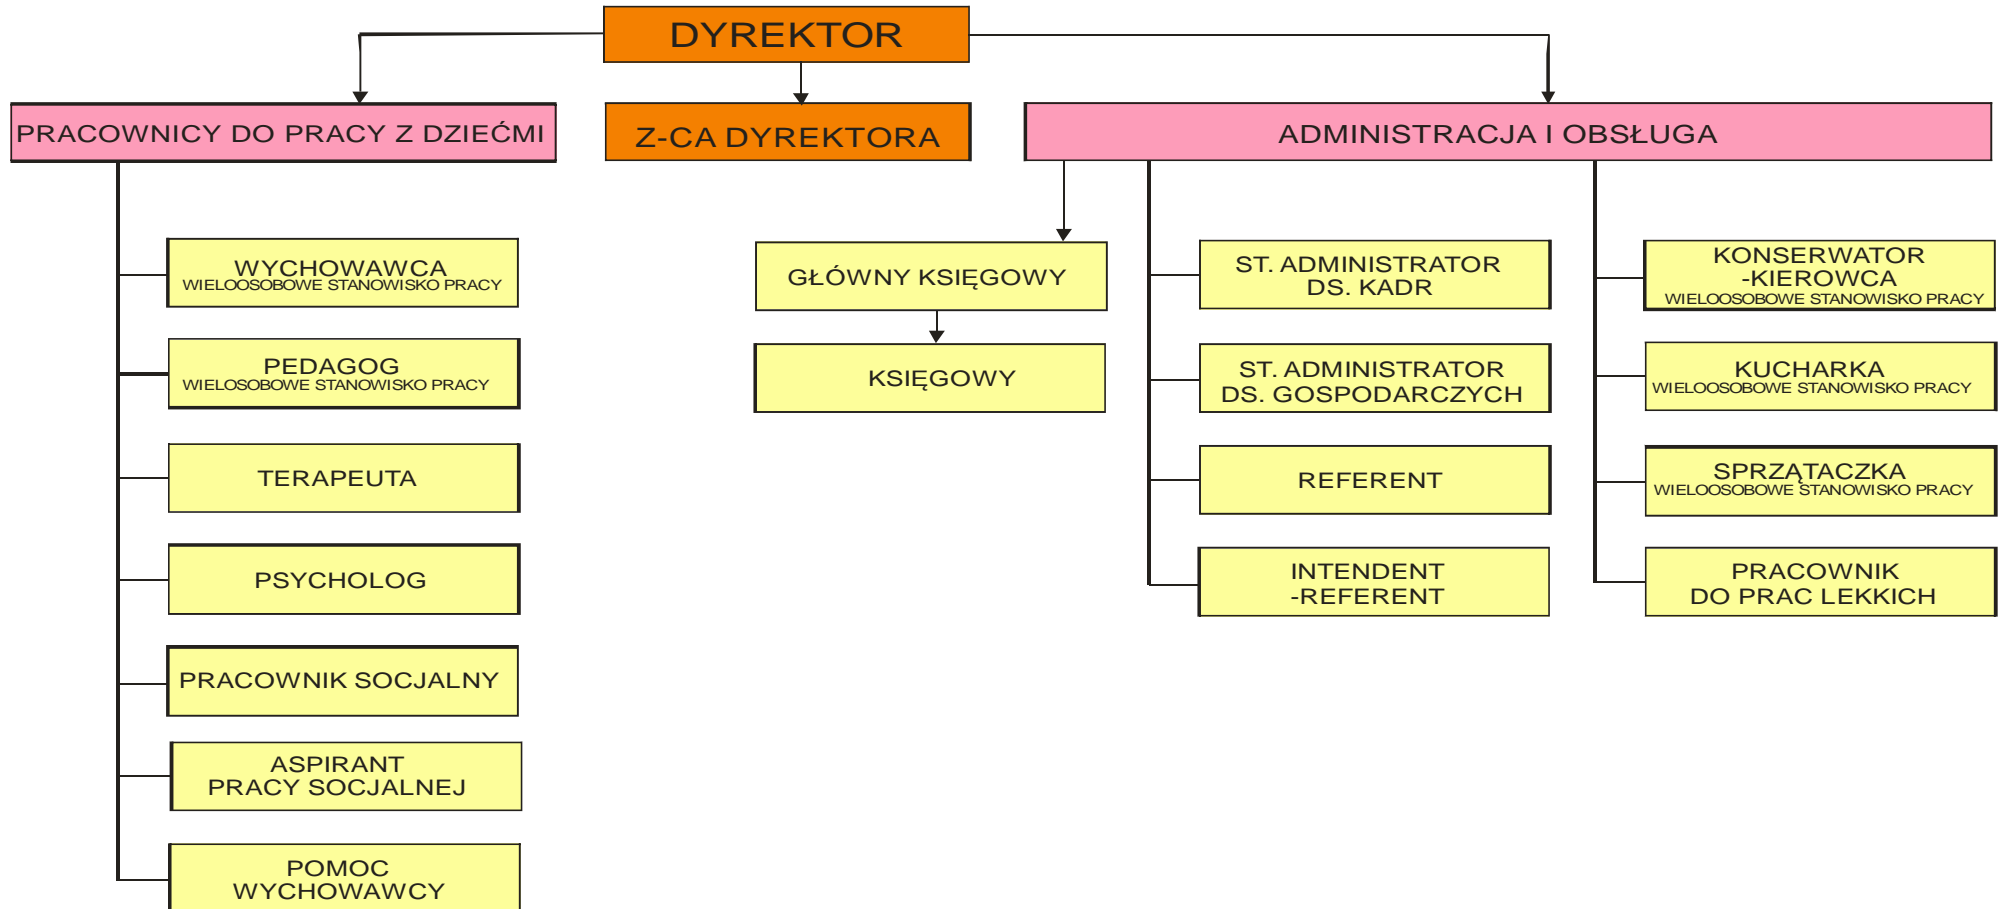 DYREKTOR
PRACOWNICY DO PRACY Z DZIEĆMI
Z-CA DYREKTORA
ADMINISTRACJA I OBSŁUGA
WYCHOWAWCA
WIELOOSOBOWE STANOWISKO PRACY
PEDAGOG
WIELOSOBOWE STANOWISKO PRACY
TERAPEUTA
PSYCHOLOG
PRACOWNIK SOCJALNY
ASPIRANT
PRACY SOCJALNEJ
POMOC
WYCHOWAWCY
GŁÓWNY KSIĘGOWY
KSIĘGOWY
ST. ADMINISTRATOR
DS. KADR
ST. ADMINISTRATOR
DS. GOSPODARCZYCH
REFERENT
INTENDENT
-REFERENT
KONSERWATOR
-KIEROWCA
WIELOOSOBOWE STANOWISKO PRACY
KUCHARKA
WIELOOSOBOWE STANOWISKO PRACY
SPRZĄTACZKA
WIELOOSOBOWE STANOWISKO PRACY
PRACOWNIK
DO PRAC LEKKICH